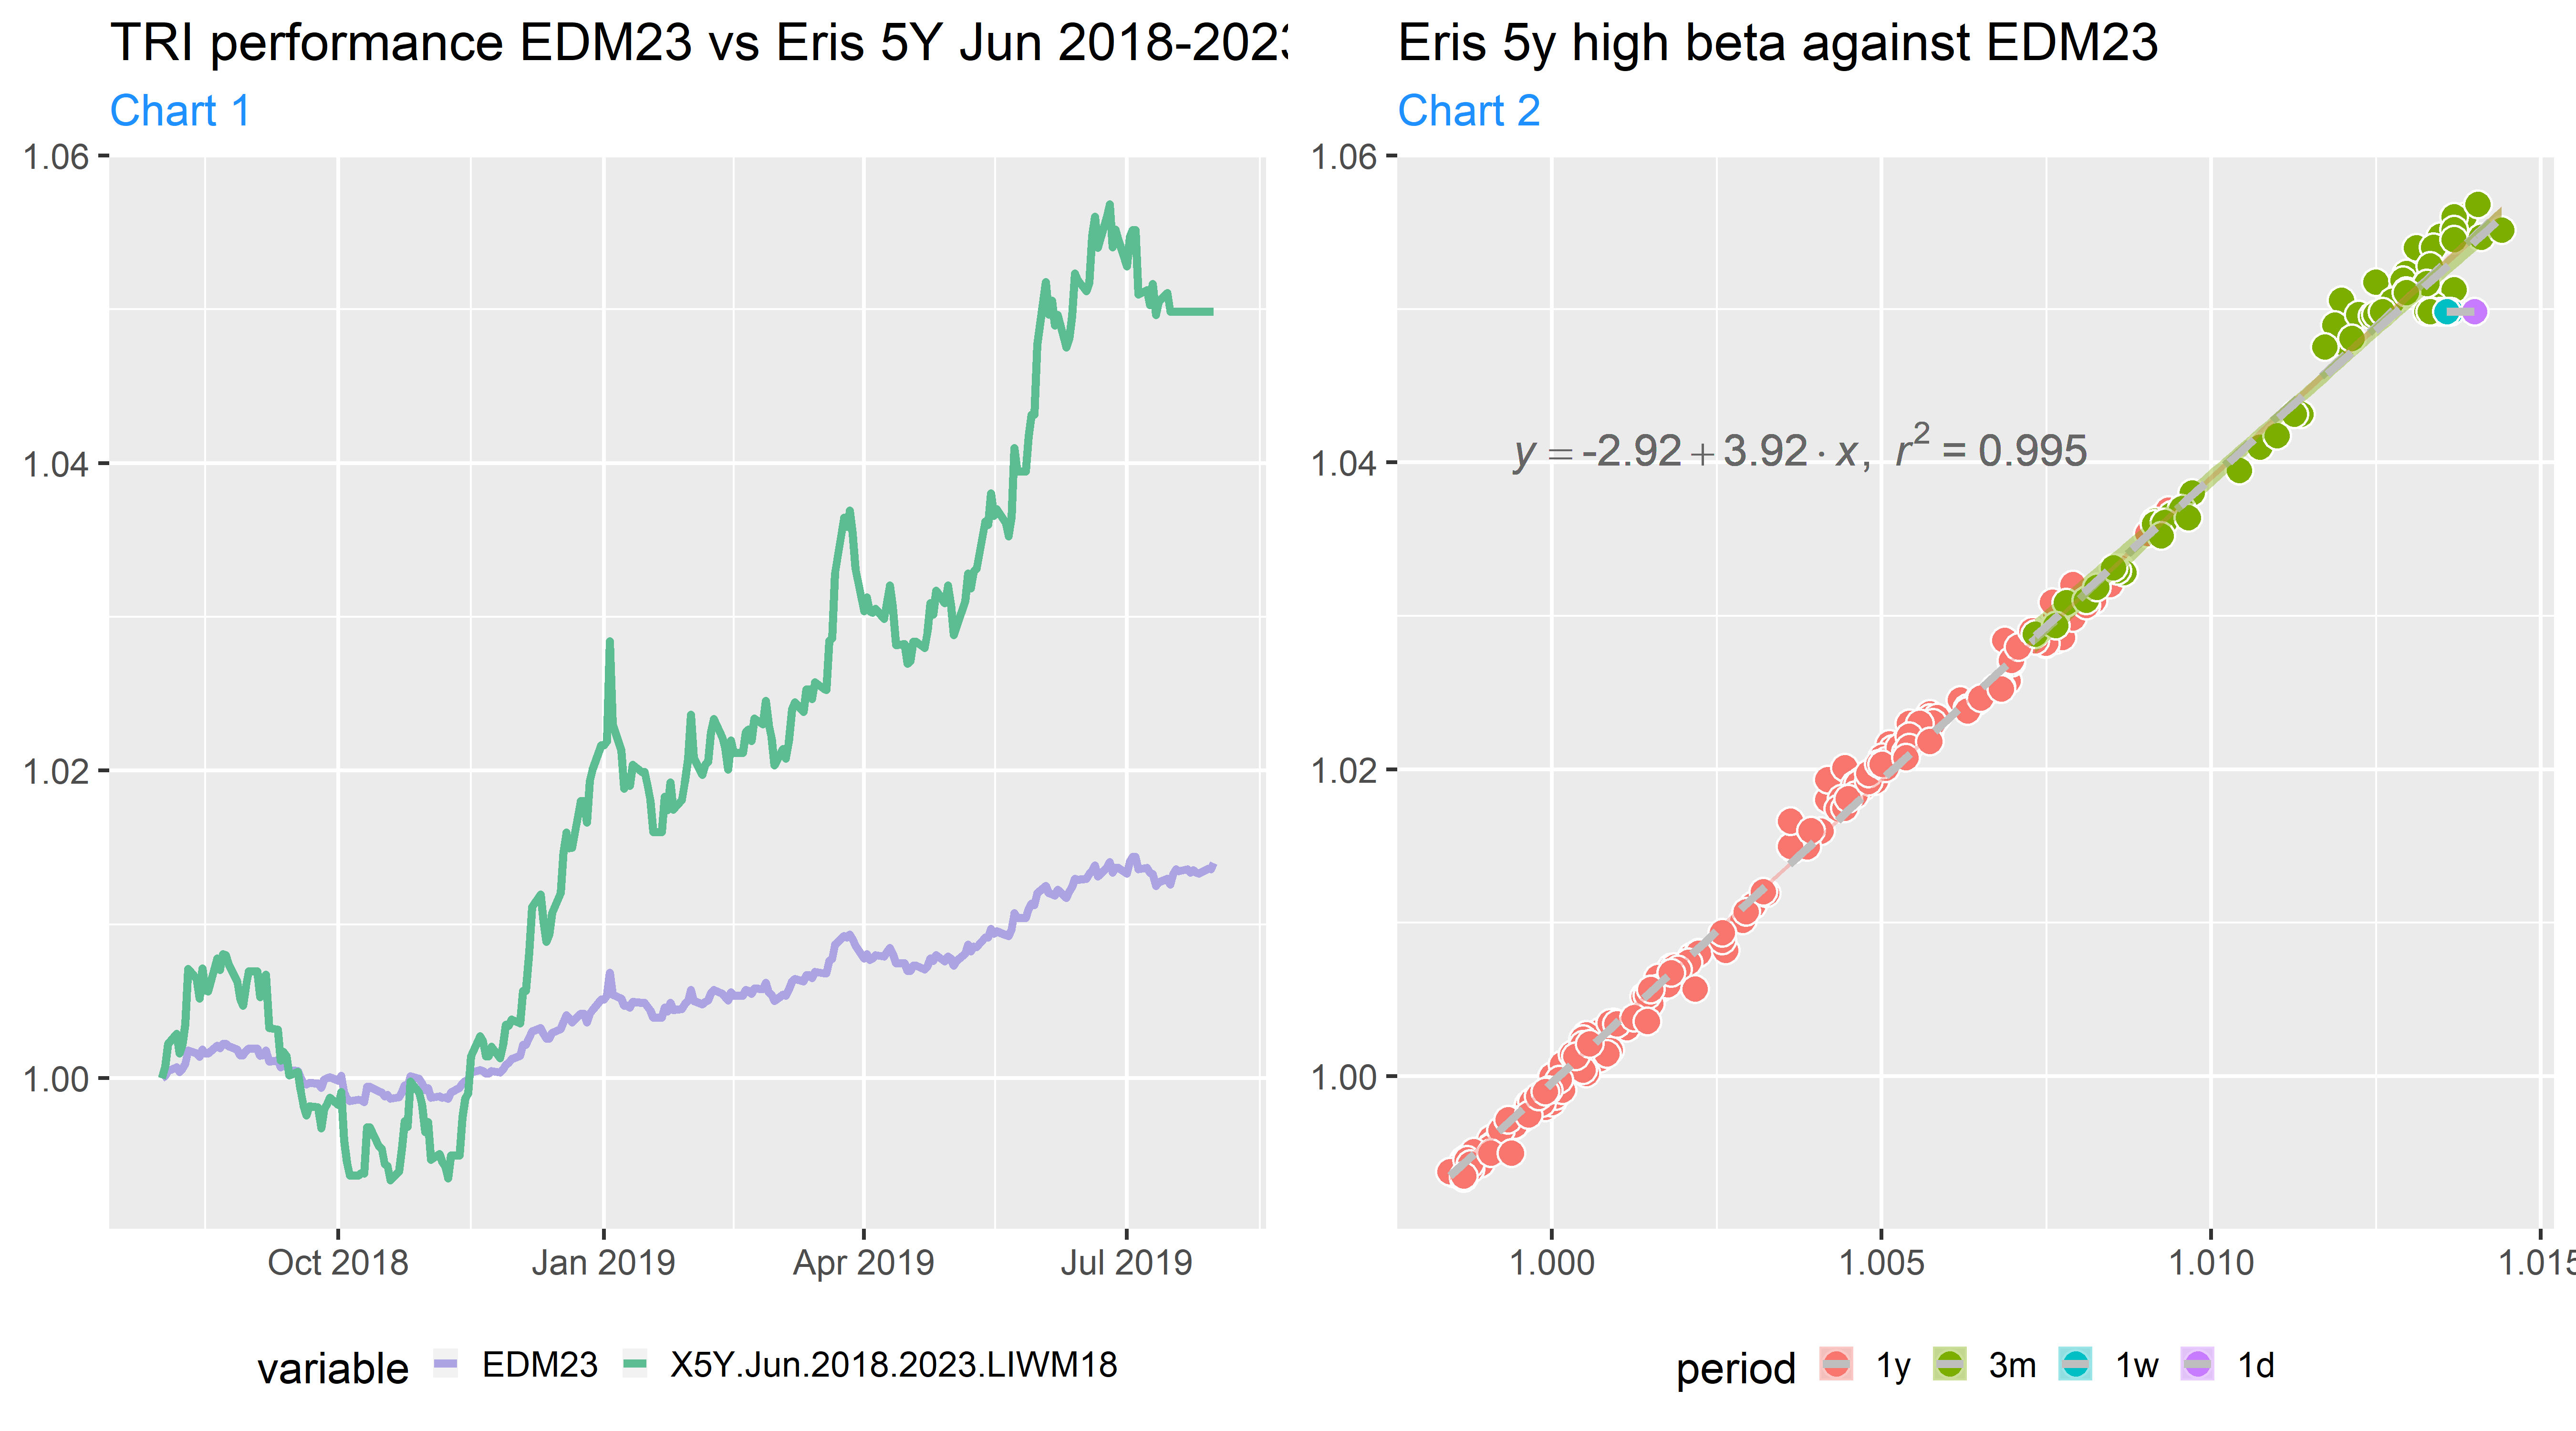 TRI performance EDM23 vs Eris 5Y Jun 2018-202
Chart 1
1.06
1.04
1.02
1.00
Oct 2018 Jan 2019 Apr 2019 Jul 2019
variable EDM23 X5Y.Jun.2018.2023.LIWM18
Eris 5y high beta against EDM23
Chart 2
1.06
1.04
1.02
1.00
y = -2.92 + 3.92 · x, r² = 0.995
1.000 1.005 1.010 1.015
period 1y 3m 1w 1d